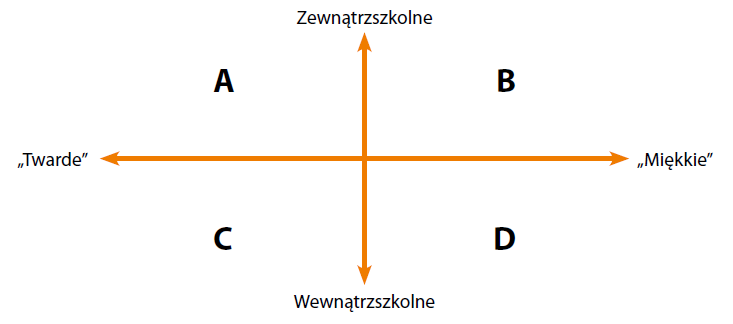 Zewnątrzszkolne
A
B
„Twarde”
„Miękkie”
C
D
Wewnątrzszkolne